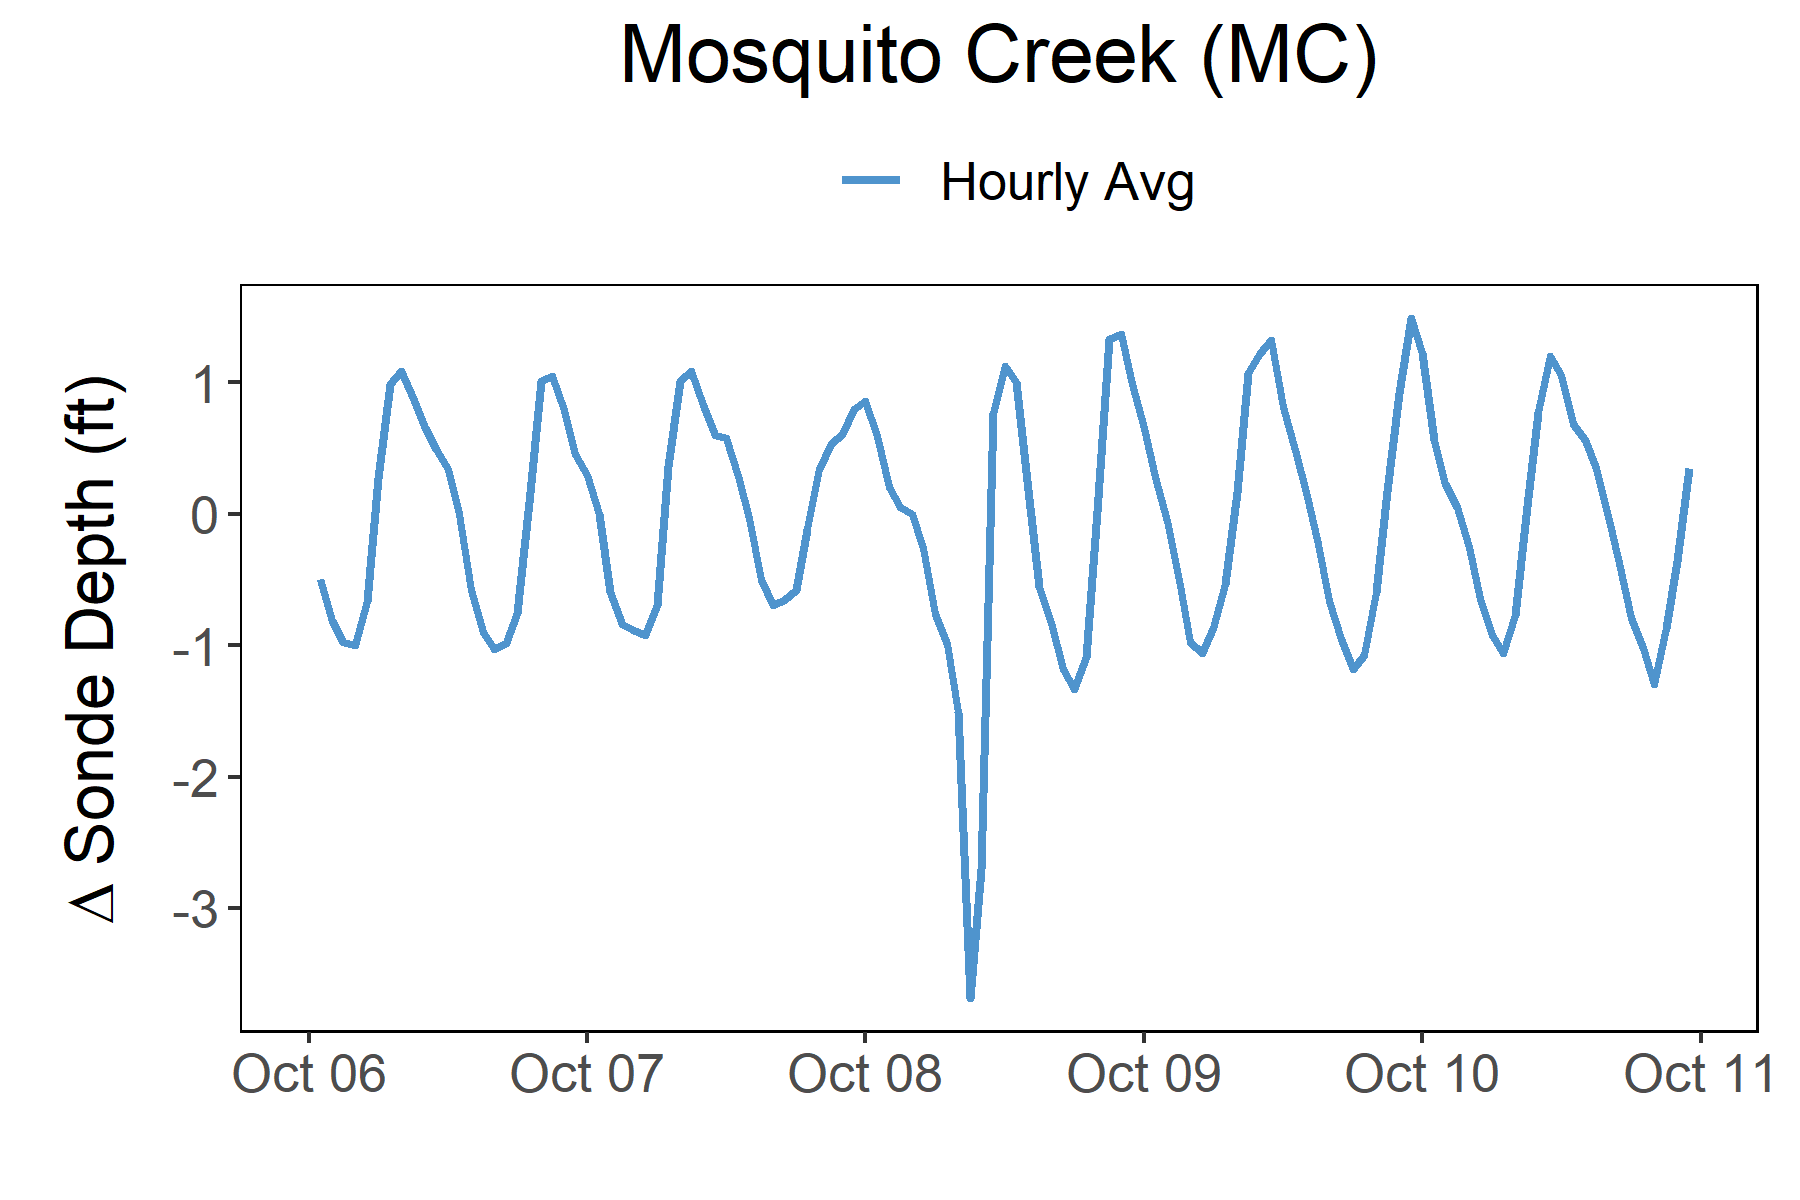 Mosquito Creek (MC)
Hourly Avg
Δ Sonde Depth (ft)
1
0
-1
-2
-3
Oct 06
Oct 07
Oct 08
Oct 09
Oct 10
Oct 11